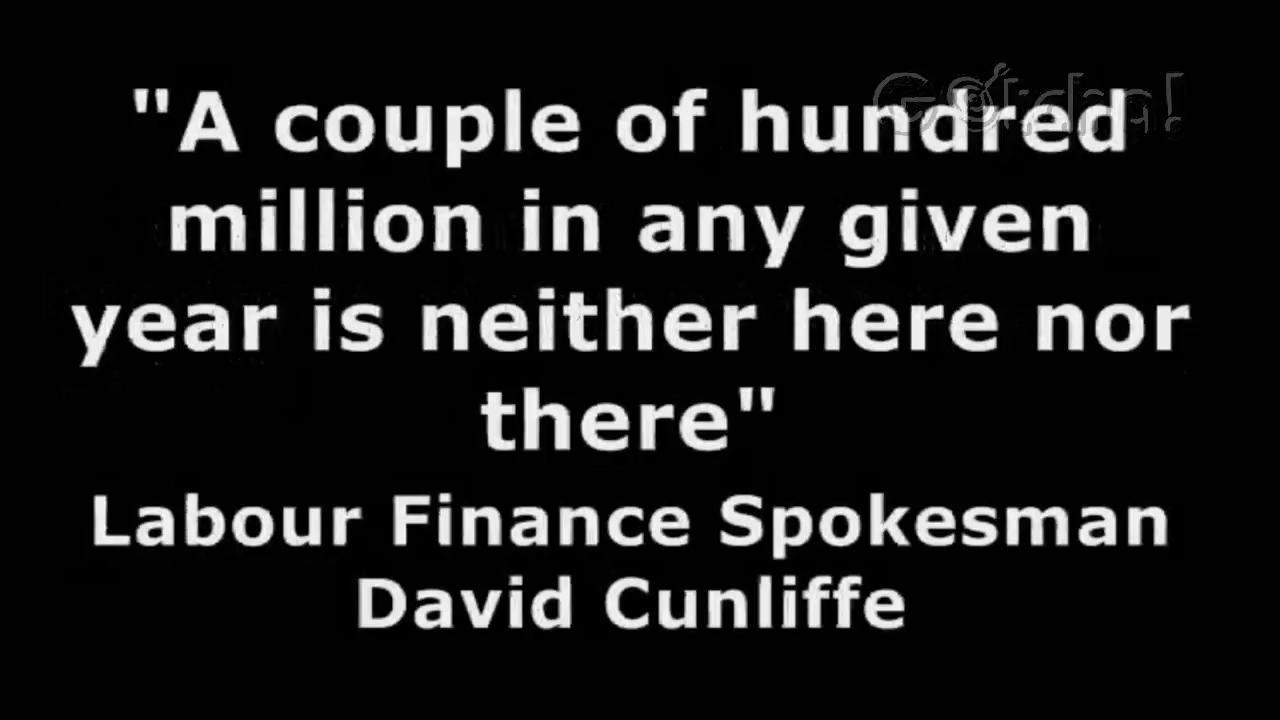 "A couple of hundred
million in any given
year is neither here nor
there"
Labour Finance Spokesman
David Cunliffe